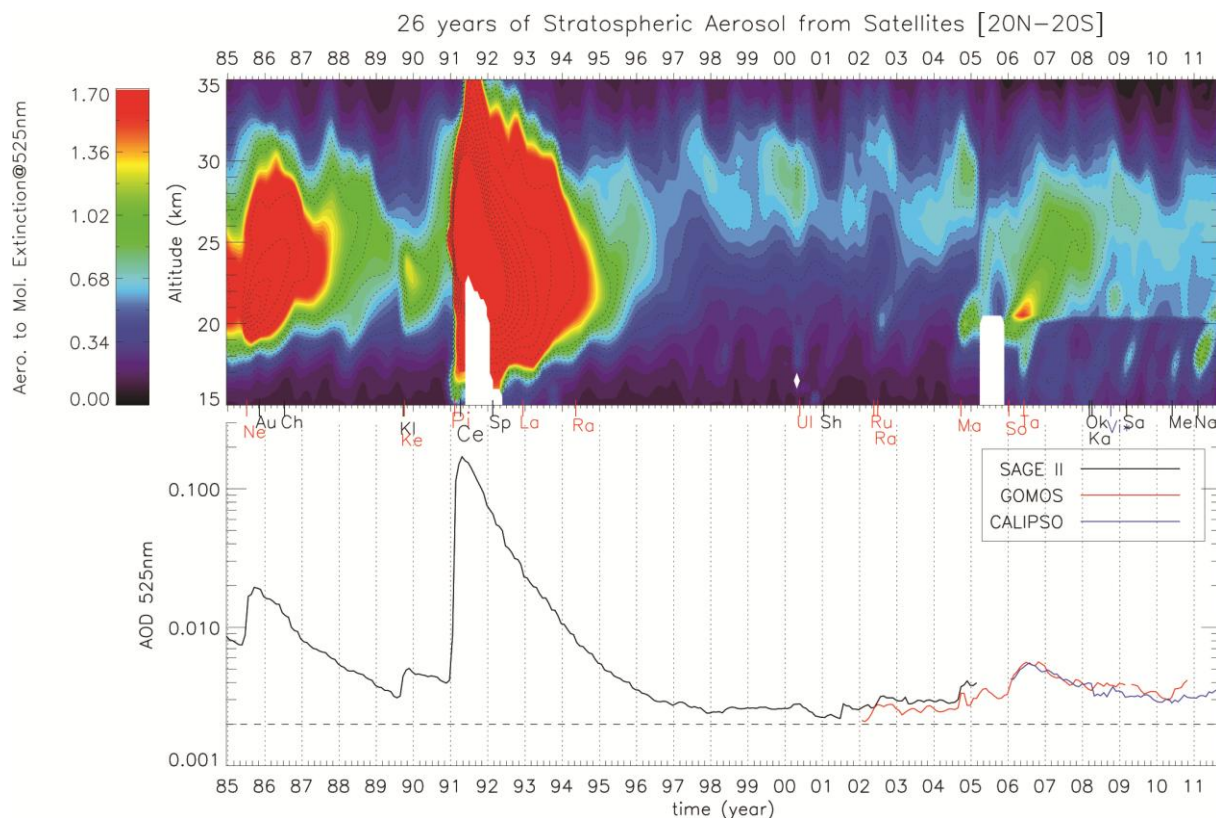 26 years of Stratospheric Aerosol from Satellites [20N−20S]
85 86 87 88 89 90 91 92 93 94 95 96 97 98 99 00 01 02 03 04 05 06 07 08 09 10 11
Aero. to Mol. Extinction@525nm
1.70
1.36
1.02
0.68
0.34
0.00
Altitude (km)
35
30
25
20
15
Ne Au Ch Kl Ke Pi Ce Sp La Ra Ul Sh Ru Ra Ma So Ta Ok Ka Vi* Sa Me Na
SAGE II
GOMOS
CALIPSO
AOD 525nm
0.100
0.010
0.001
85 86 87 88 89 90 91 92 93 94 95 96 97 98 99 00 01 02 03 04 05 06 07 08 09 10 11
time (year)